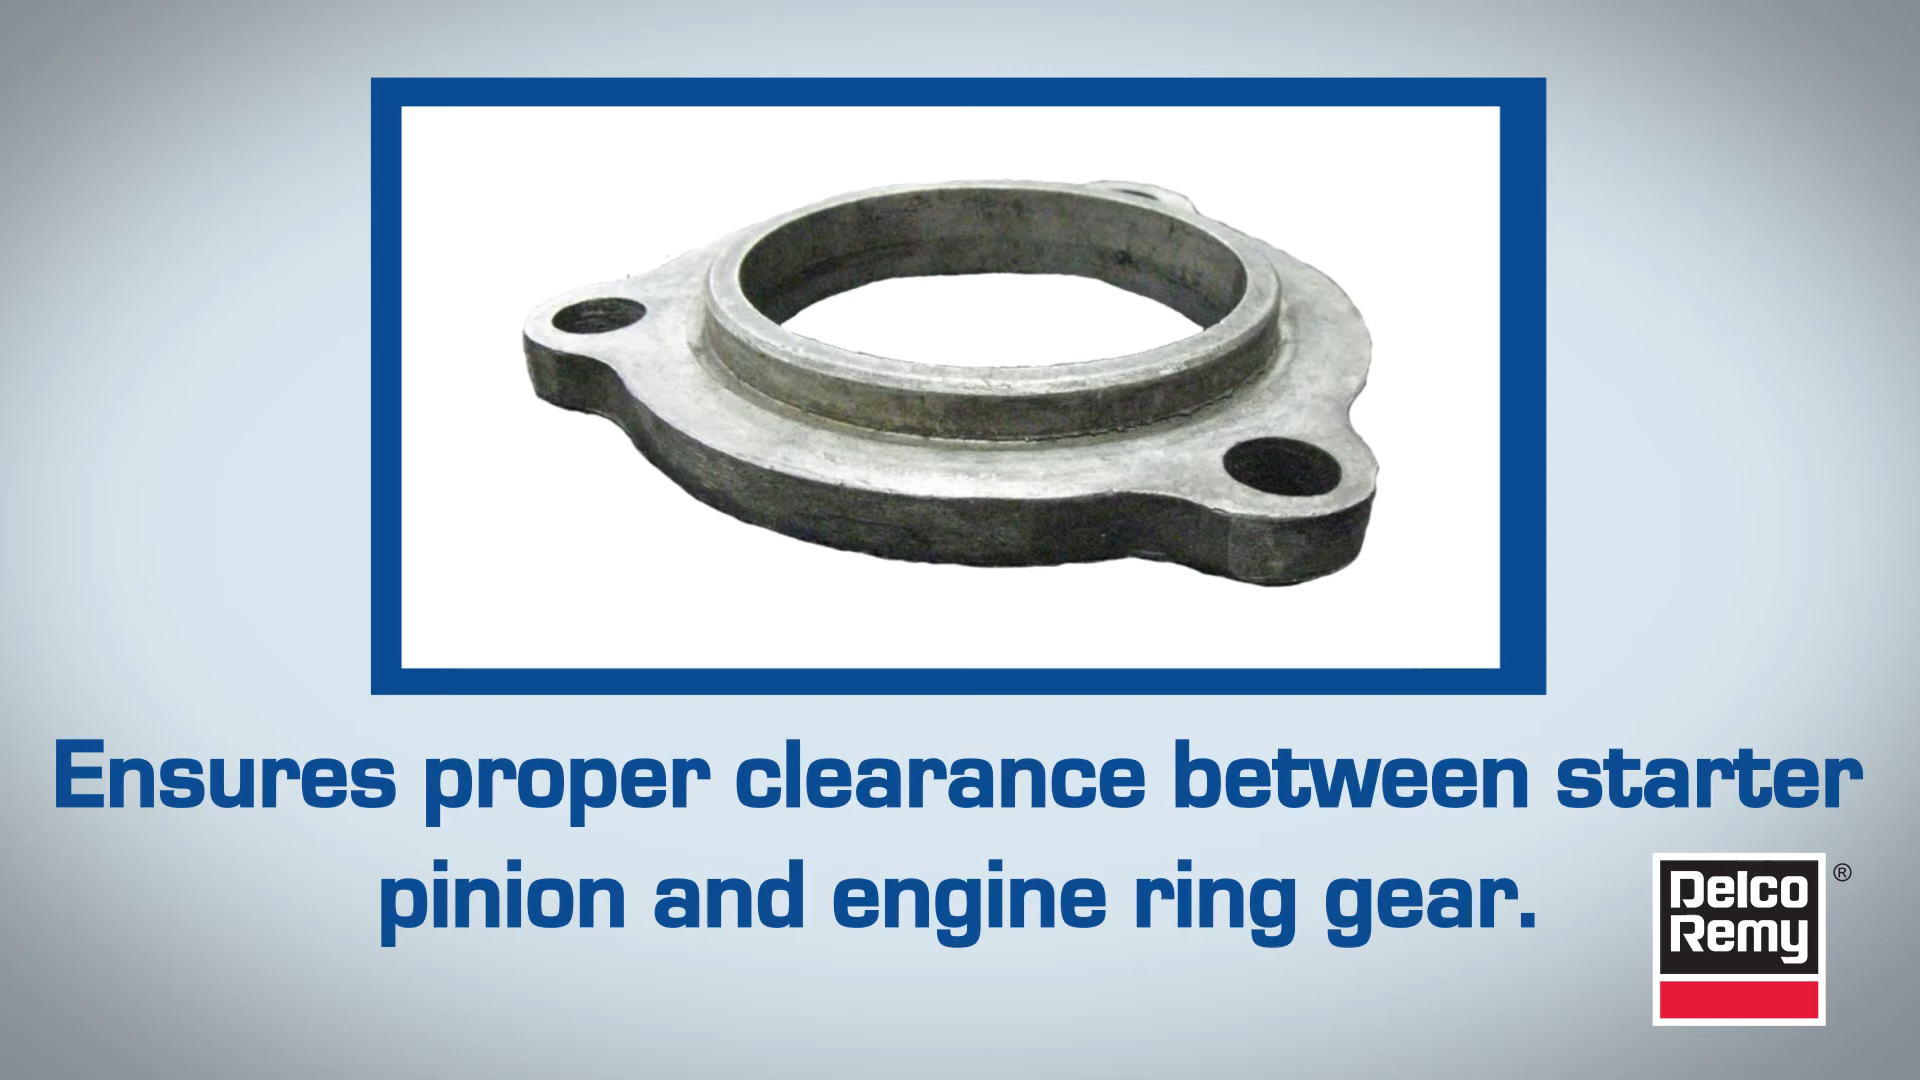 Ensures proper clearance between starter
pinion and engine ring gear.
Delco
Remy
®